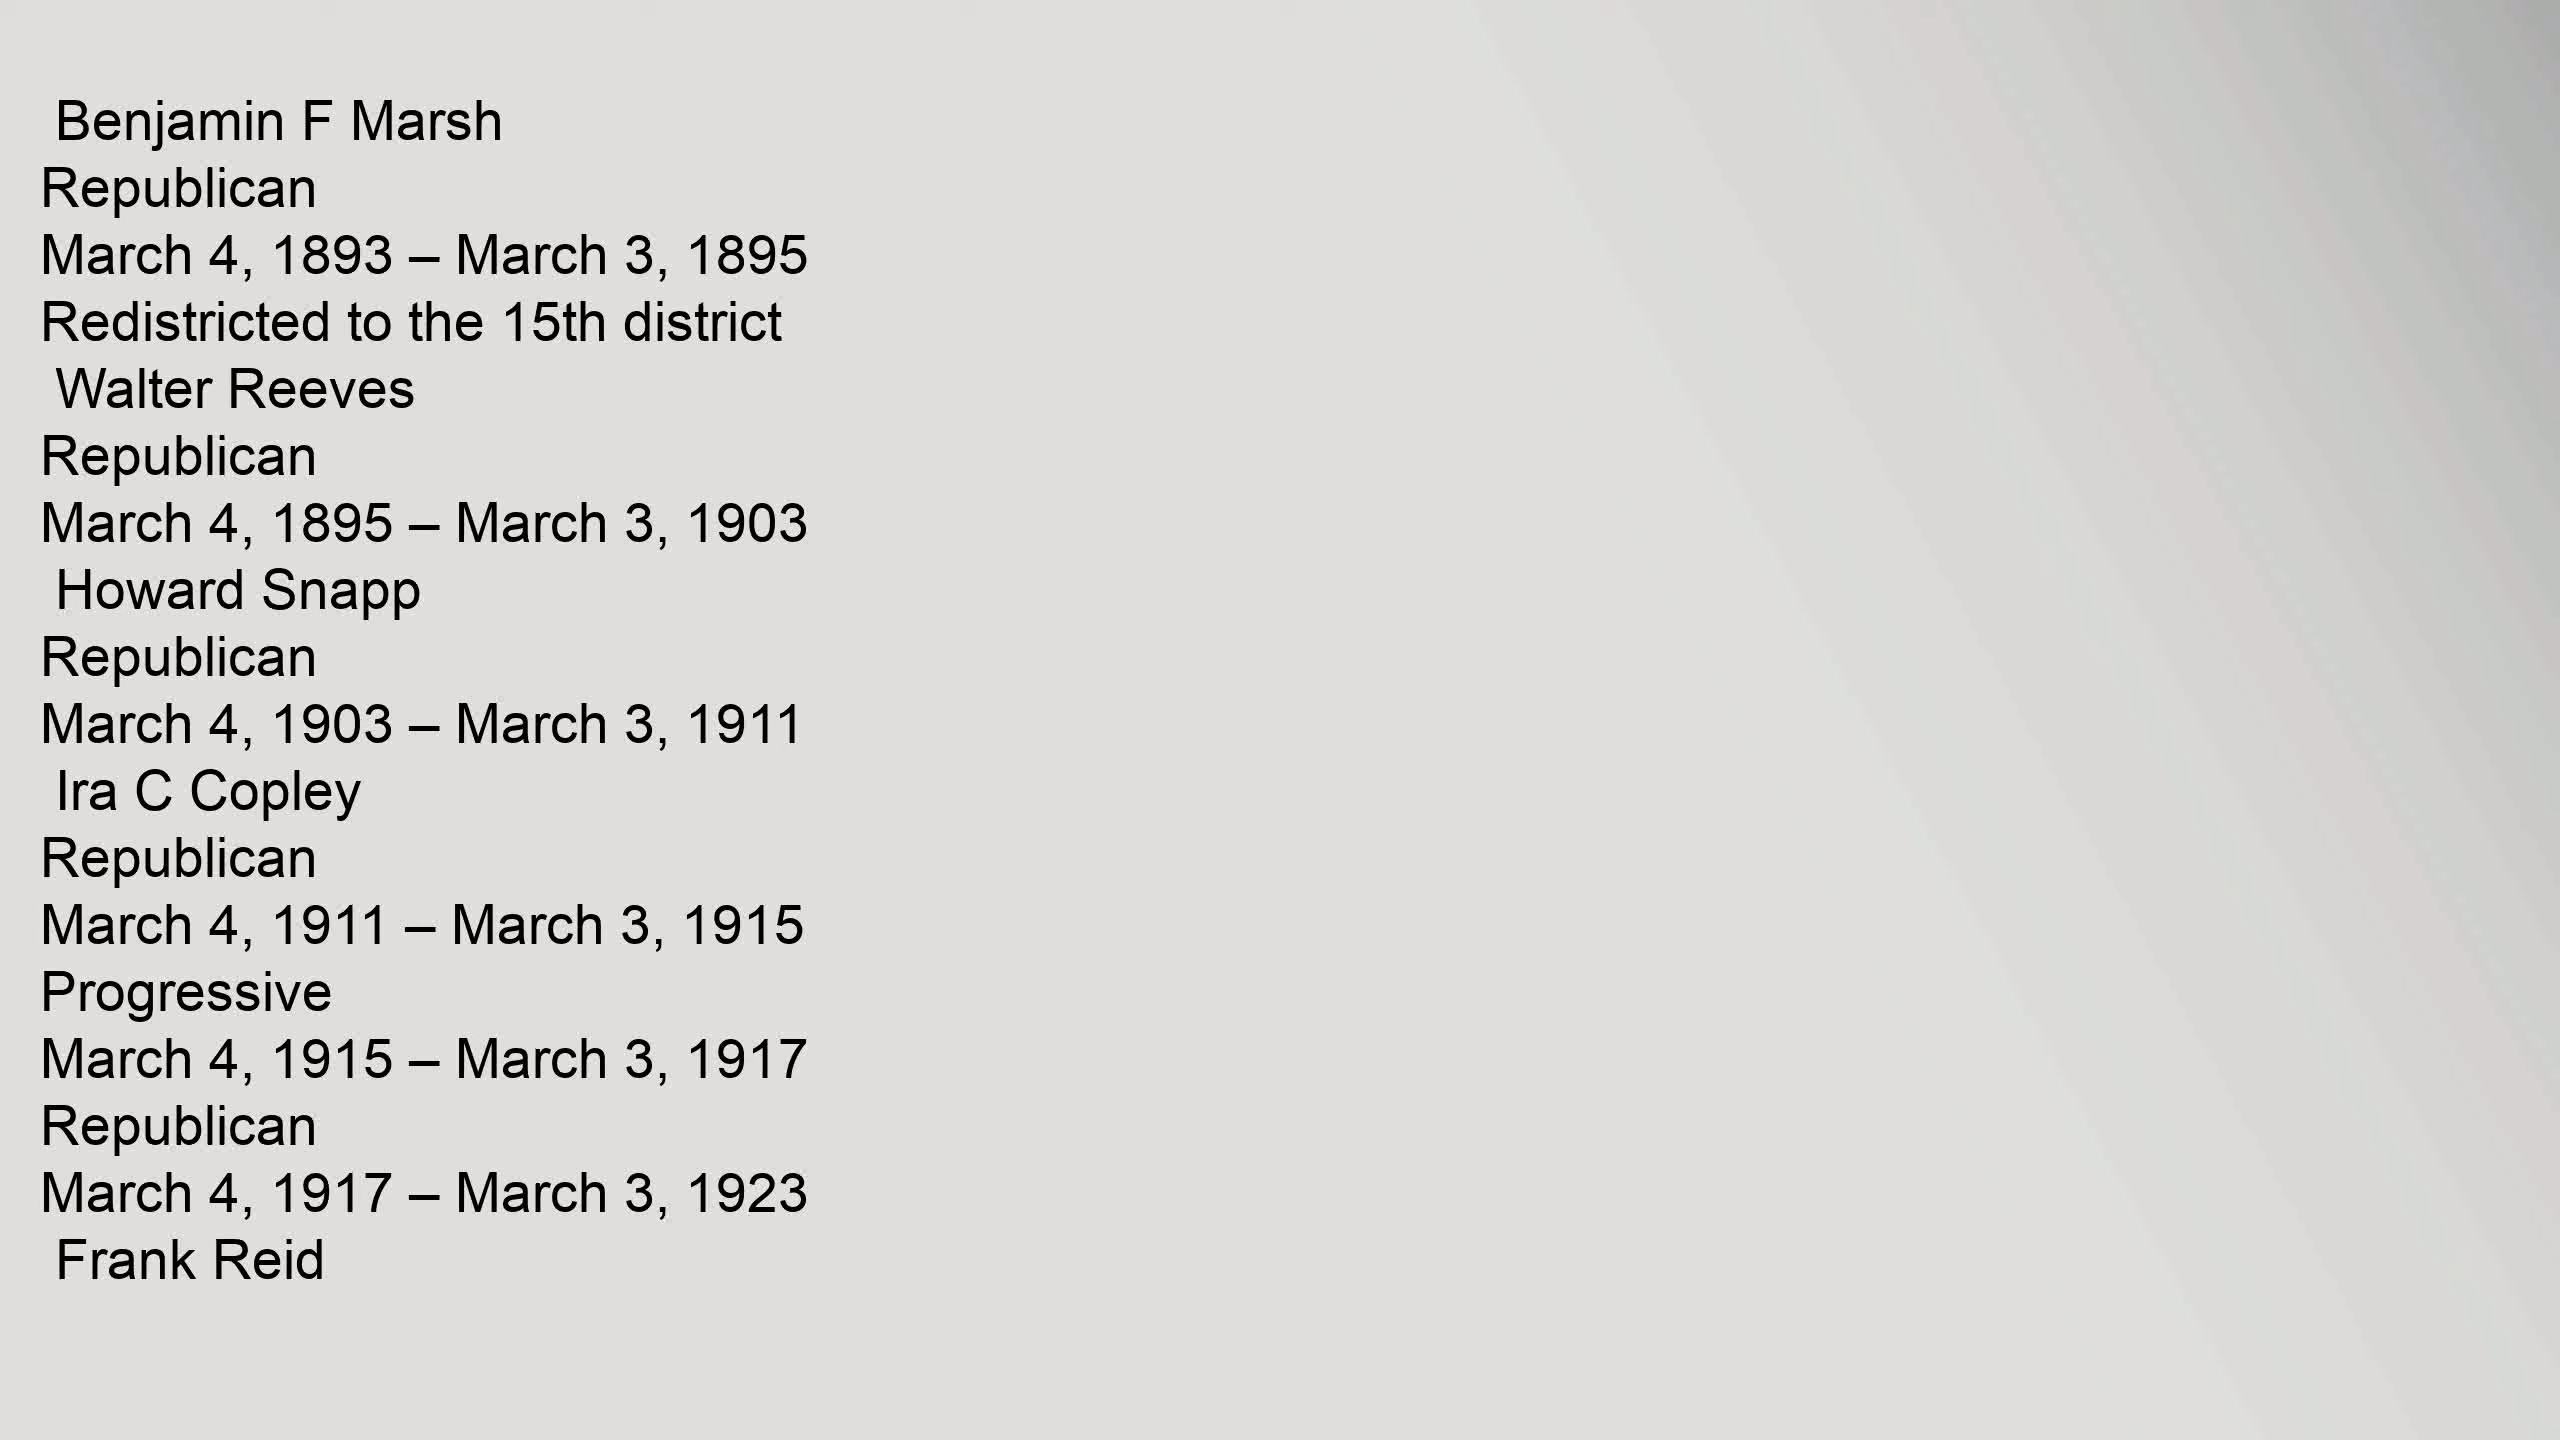 Benjamin F Marsh
Republican
March 4, 1893 – March 3, 1895
Redistricted to the 15th district
Walter Reeves
Republican
March 4, 1895 – March 3, 1903
Howard Snapp
Republican
March 4, 1903 – March 3, 1911
Ira C Copley
Republican
March 4, 1911 – March 3, 1915
Progressive
March 4, 1915 – March 3, 1917
Republican
March 4, 1917 – March 3, 1923
Frank Reid